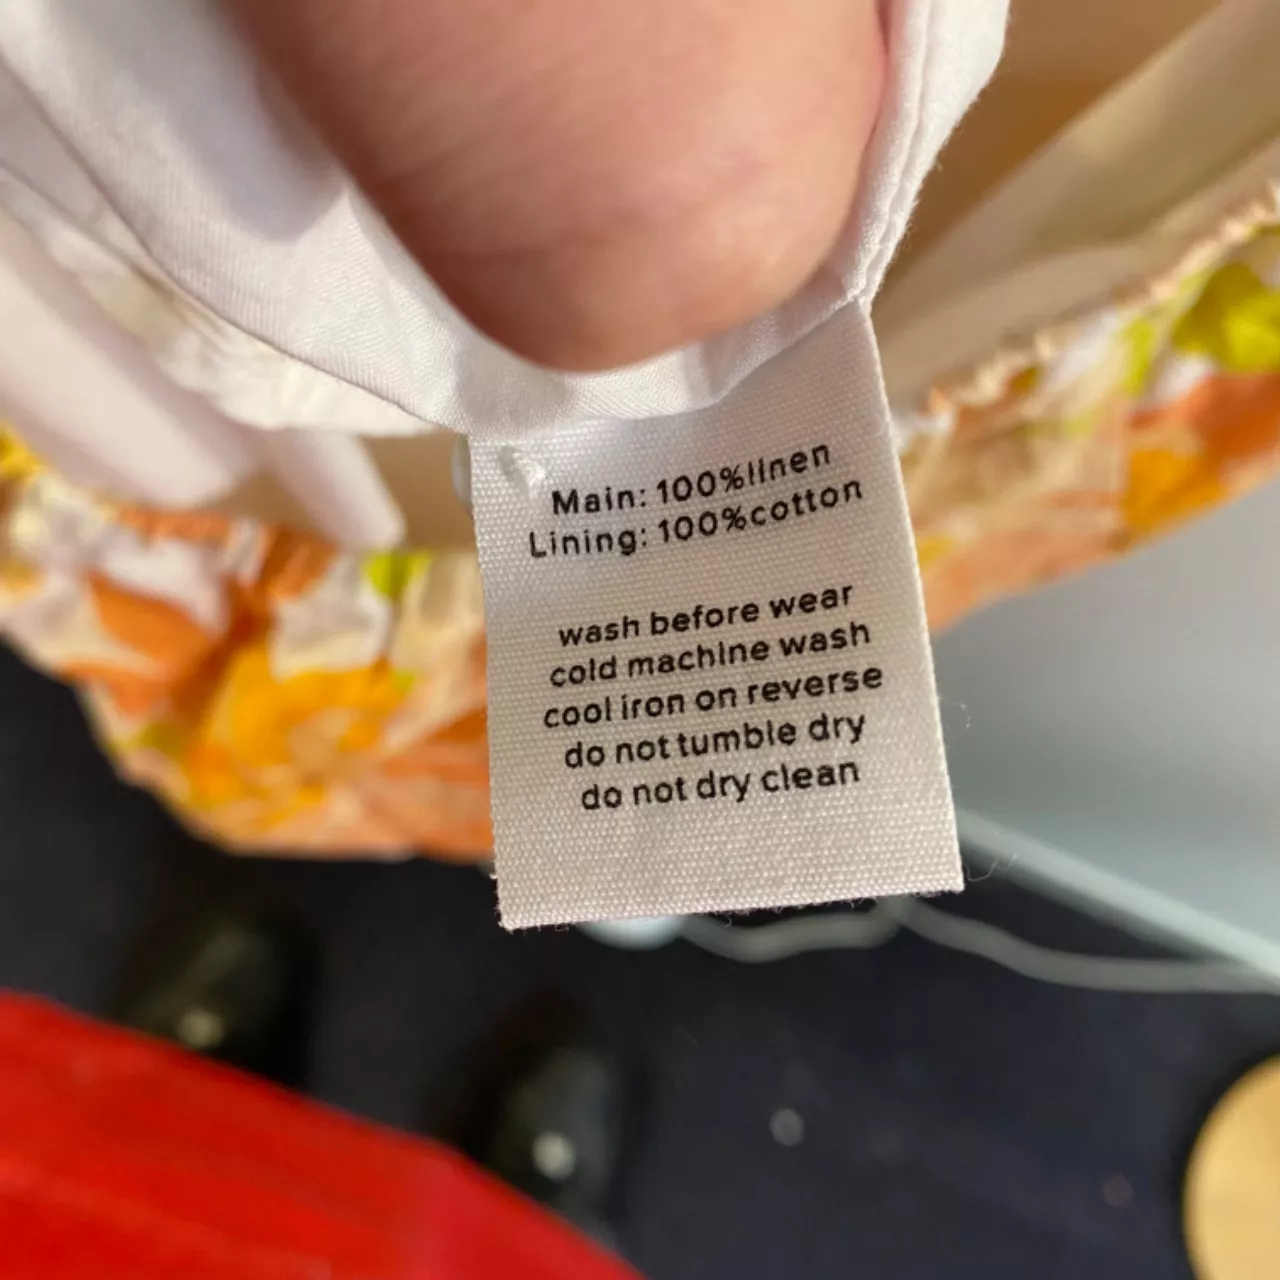 Main: 100%linen
Lining: 100%cotton
wash before wear
cold machine wash
cool iron on reverse
do not tumble dry
do not dry clean